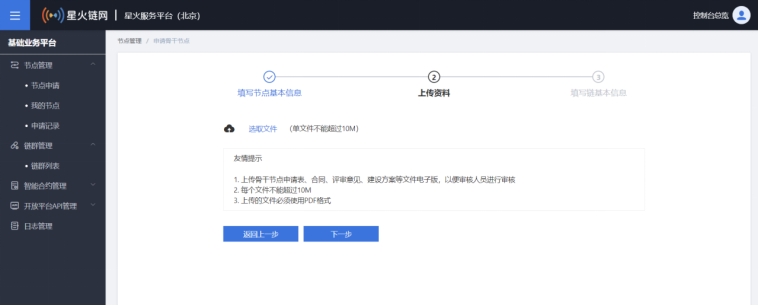 星火链网 星火服务平台（北京） 控制台总览
基础业务平台
节点管理
节点申请
我的节点
申请记录
链群管理
链群列表
智能合约管理
开放平台API管理
日志管理
节点管理 / 申请骨干节点
2 3
填写节点基本信息 上传资料 填写链基本信息
选取文件 （单文件不能超过10M）
友情提示
1. 上传骨干节点申请表、合同、评审意见、建设方案等文件电子版，以便审核人员进行审核
2. 每个文件不能超过10M
3. 上传的文件必须使用PDF格式
返回上一步 下一步